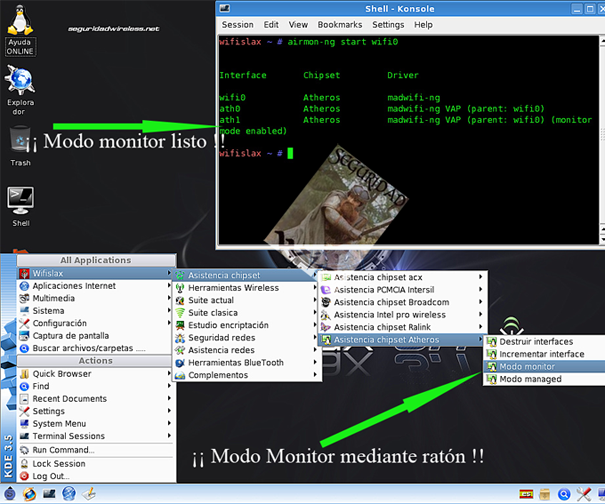 Shell - Konsole
Session Edit View Bookmarks Settings Help
Ayuda
ONLINE
seguridadwireless.net
wifislax ~ # airmon-ng start wifi0
Interface Chipset Driver
wifi0 Atheros madwifi-ng
ath0 Atheros madwifi-ng VAP (parent: wifi0)
ath1 Atheros madwifi-ng VAP (parent: wifi0) (monitor
mode enabled)
wifislax ~ #
Explora
dor
¡¡ Modo monitor listo !!
Trash
Shell
SEGURIDAD
All Applications
Wifislax
Aplicaciones Internet
Multimedia
Sistema
Configuración
Captura de pantalla
Buscar archivos/carpetas ....
Actions
Quick Browser
Find
Recent Documents
Settings
System Menu
Terminal Sessions
Run Command...
Lock Session
Log Out...
KDE 3.5
Asistencia chipset
Herramientas Wireless
Suite actual
Suite clasica
Estudio encriptación
Seguridad redes
Asistencia redes
Herramientas BlueTooth
Complementos
Asistencia chipset acx
Asistencia PCMCIA Intersil
Asistencia chipset Broadcom
Asistencia Intel pro wireless
Asistencia chipset Ralink
Asistencia chipset Atheros
Destruir interfaces
Incrementar interface
Modo monitor
Modo managed
¡¡ Modo Monitor mediante ratón !!